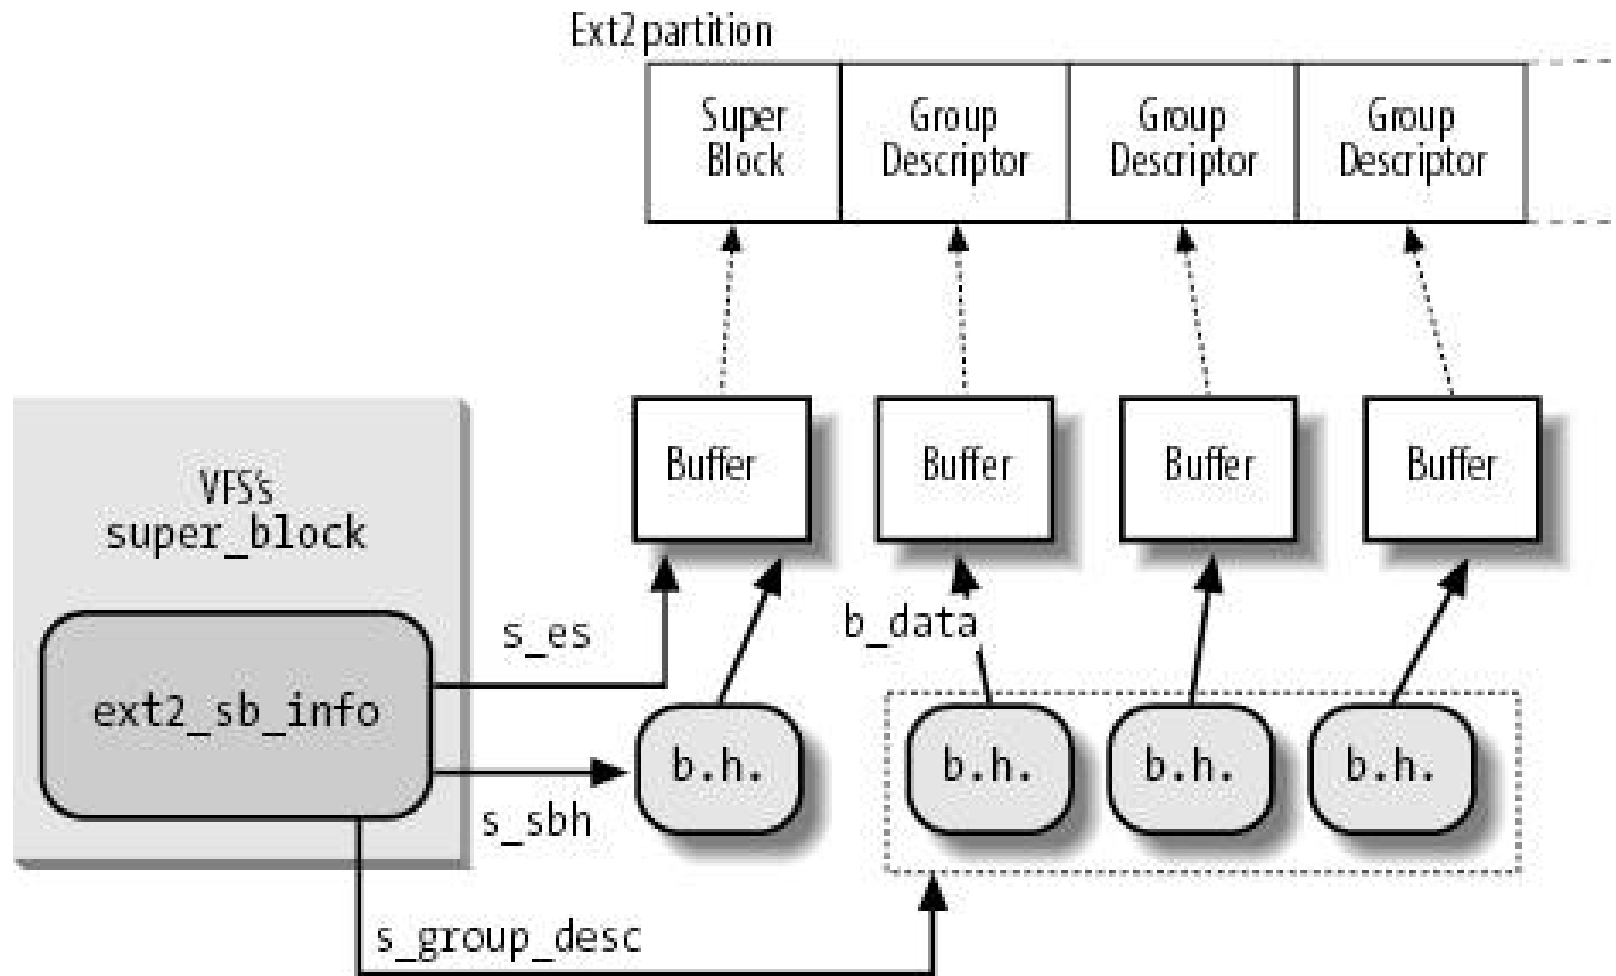 Ext2 partition
Super
Block
Group
Descriptor
Group
Descriptor
Group
Descriptor
Buffer
Buffer
Buffer
Buffer
VFS's
super_block
s_es
b_data
ext2_sb_info
b.h.
b.h.
b.h.
b.h.
s_sbh
s_group_desc